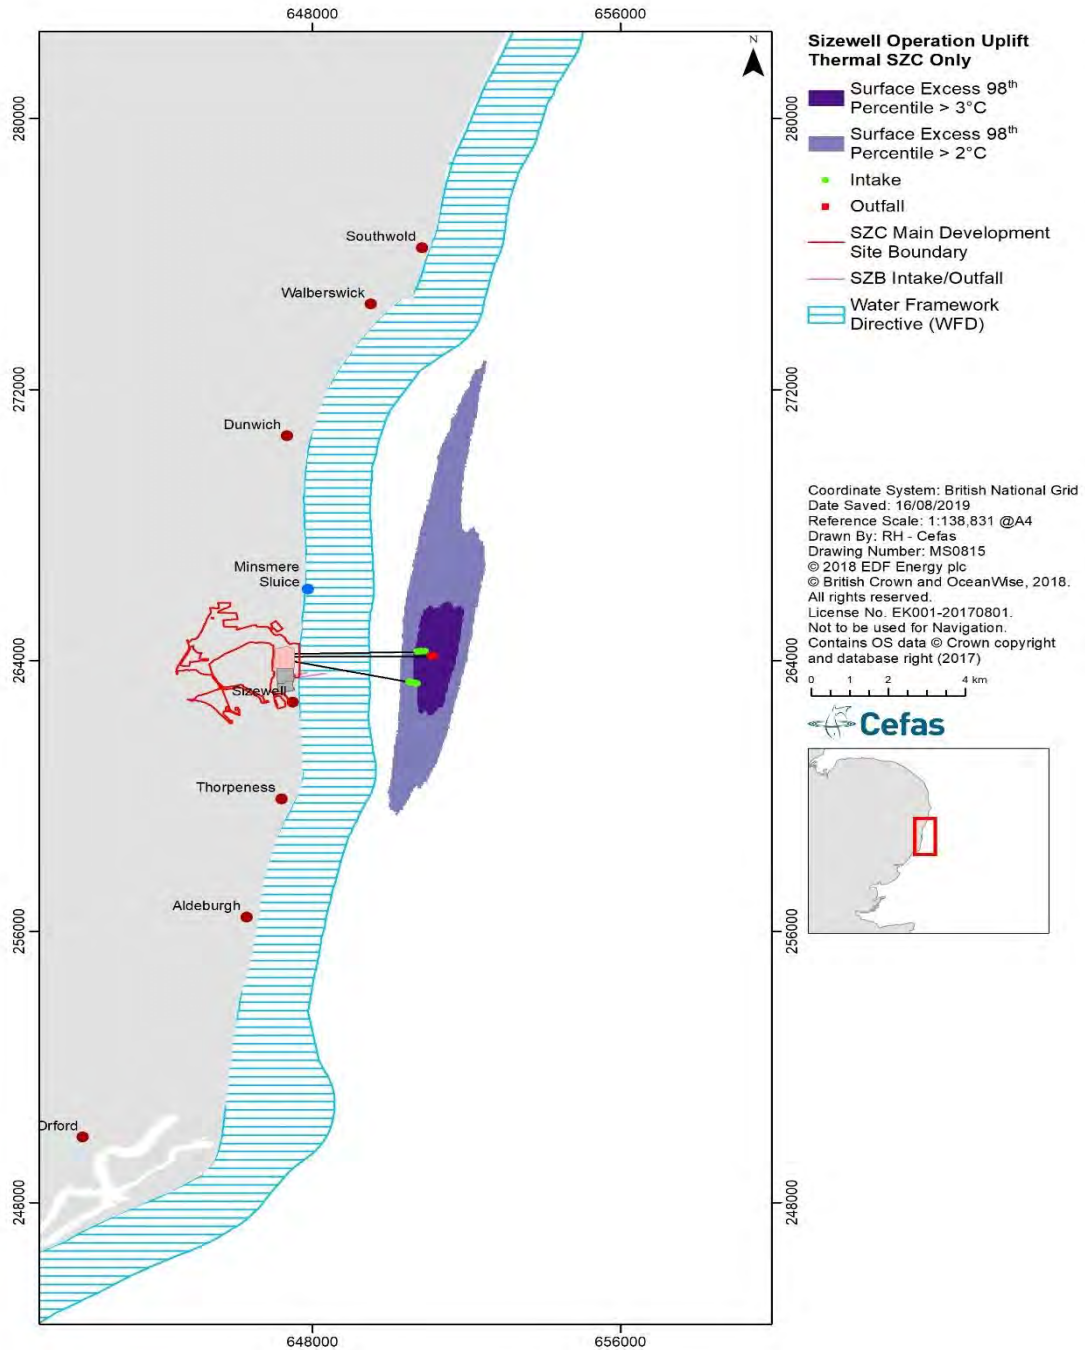 648000
656000
280000
272000
264000
256000
248000
280000
272000
264000
256000
248000
648000
656000
N
Southwold
Walberswick
Dunwich
Minsmere
Sluice
Sizewell
Thorpeness
Aldeburgh
Orford
Sizewell Operation Uplift
Thermal SZC Only
Surface Excess 98th
Percentile > 3°C
Surface Excess 98th
Percentile > 2°C
Intake
Outfall
SZC Main Development
Site Boundary
SZB Intake/Outfall
Water Framework
Directive (WFD)
Coordinate System: British National Grid
Date Saved: 16/08/2019
Reference Scale: 1:138,831 @A4
Drawn By: RH - Cefas
Drawing Number: MS0815
© 2018 EDF Energy plc
© British Crown and OceanWise, 2018.
All rights reserved.
License No. EK001-20170801.
Not to be used for Navigation.
Contains OS data © Crown copyright
and database right (2017)
0 1 2 4 km
Cefas